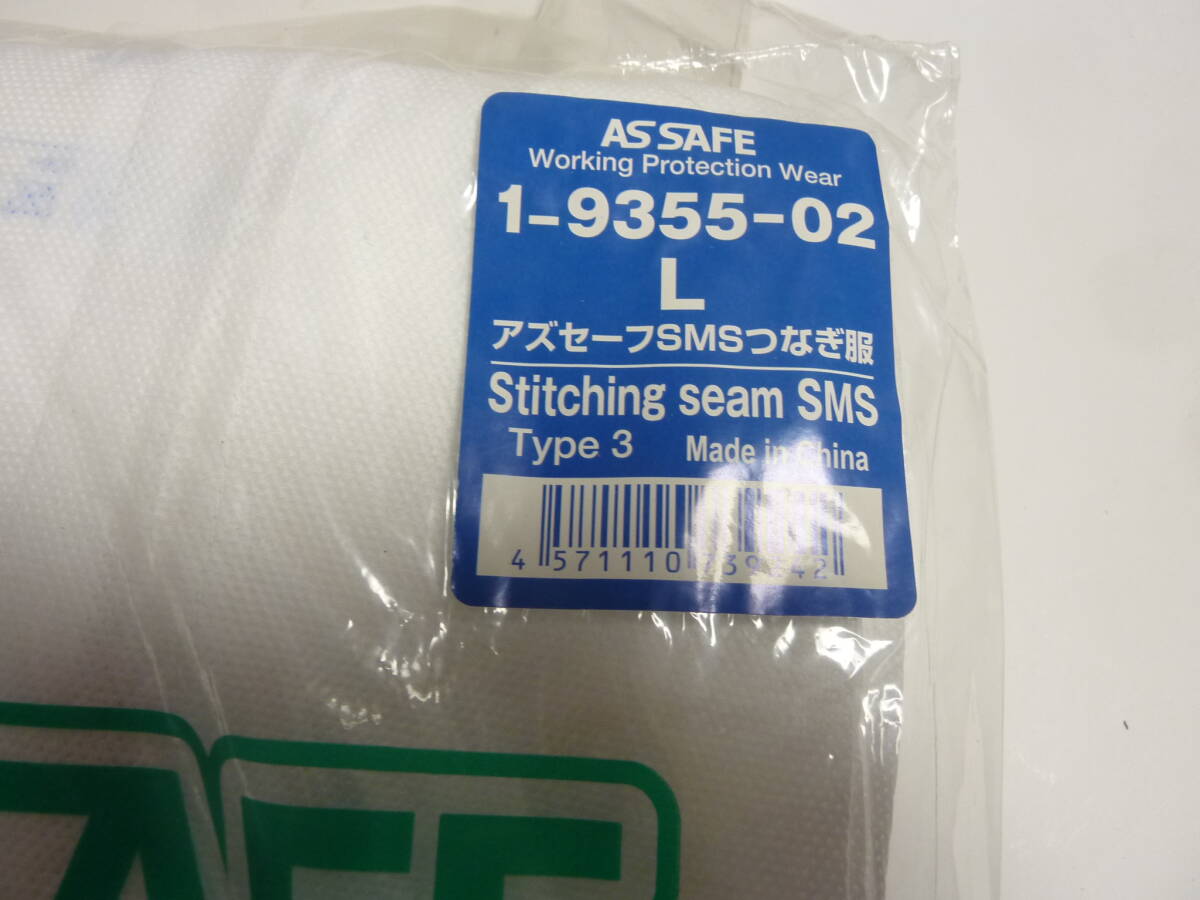 AS SAFE
Working Protection Wear
1-9355-02
L
アズセーフSMSつなぎ服
Stitching seam SMS
Type 3 Made in China
4 571110